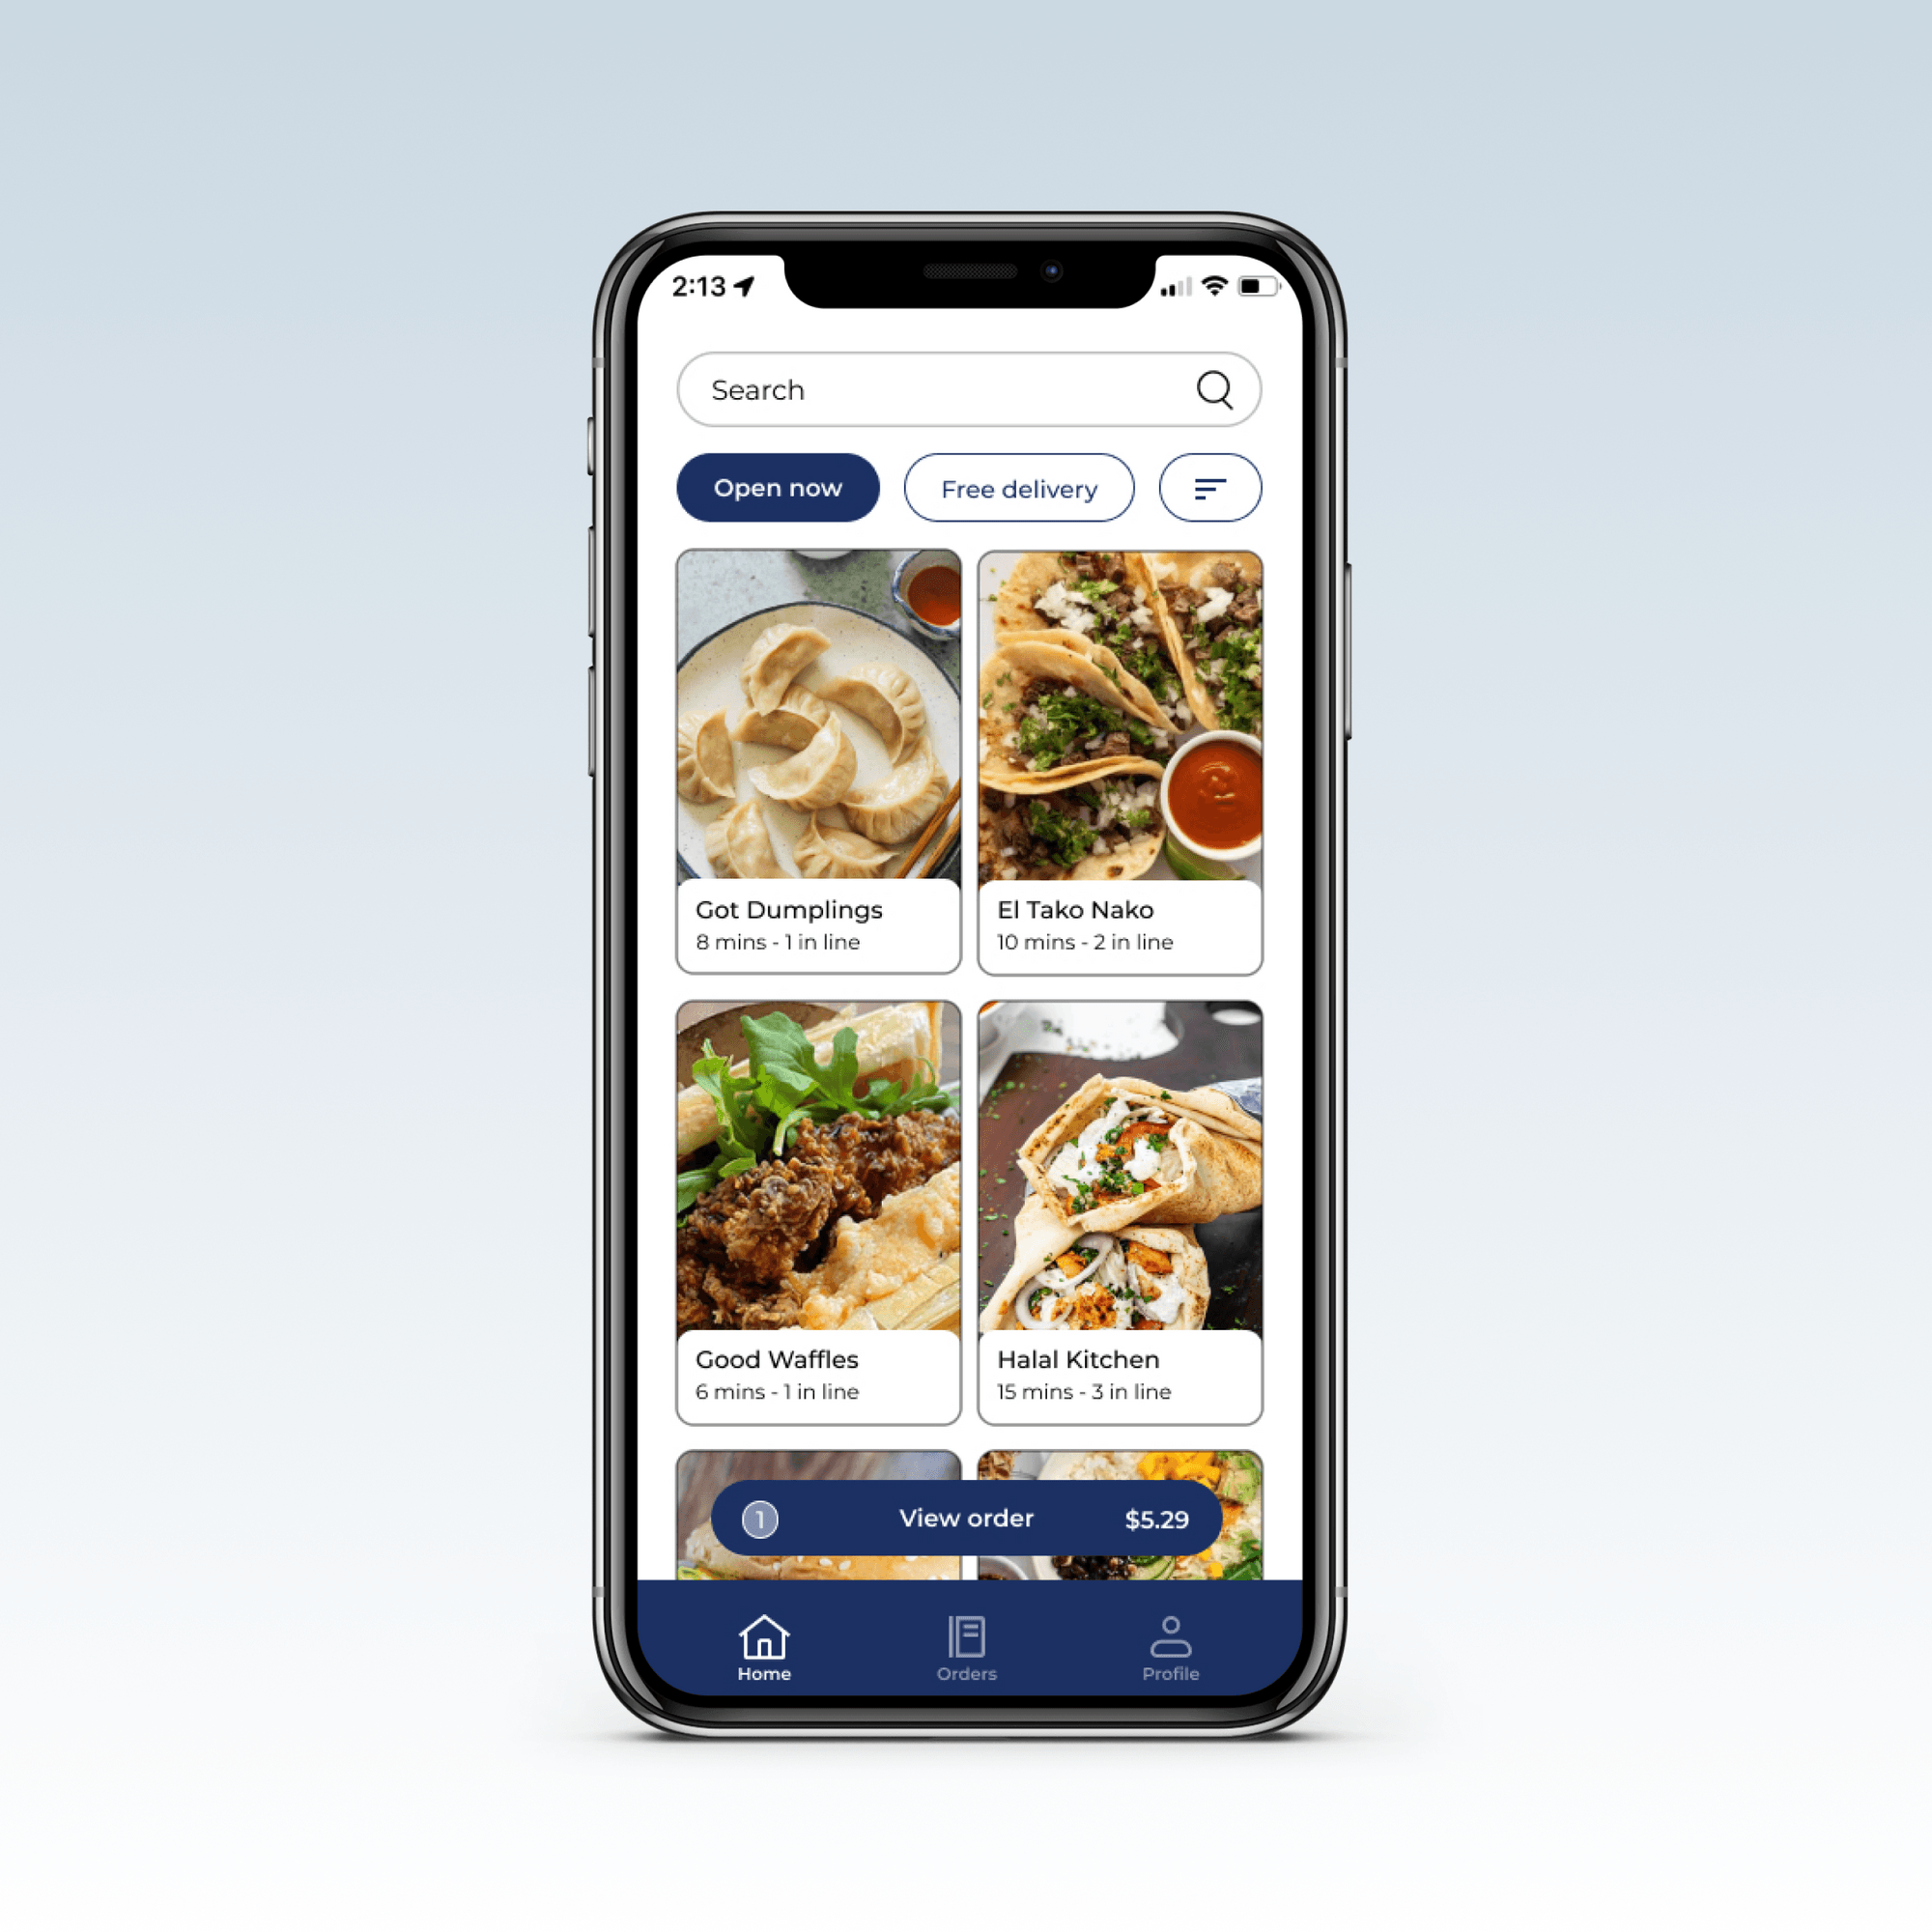 2:13
Search
Open now
Free delivery
Got Dumplings
8 mins - 1 in line
El Tako Nako
10 mins - 2 in line
Good Waffles
6 mins - 1 in line
Halal Kitchen
15 mins - 3 in line
1 View order $5.29
Home
Orders
Profile